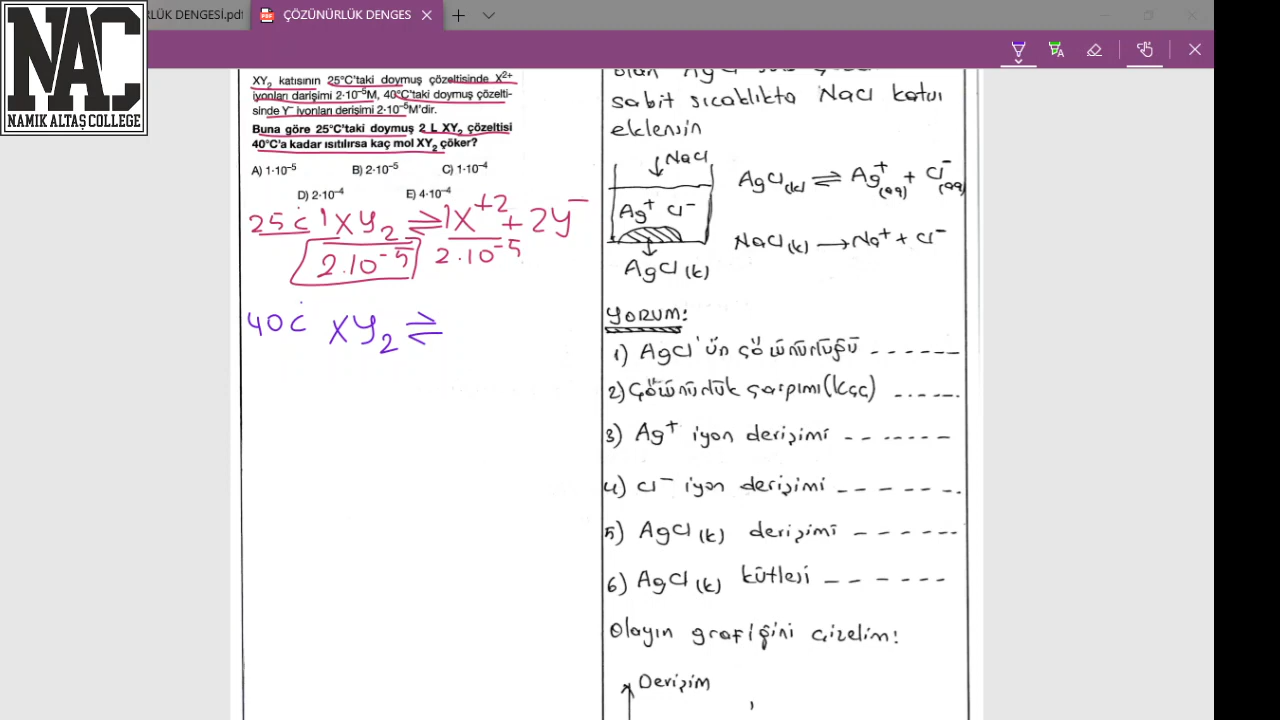 RLÜK DENGESİ.pdf
ÇÖZÜNÜRLÜK DENGES
NAC
NAMIK ALTAŞ COLLEGE
XY2 katısının 25°C'taki doymuş çözeltisinde X2+
iyonları darişimi 2·10⁻⁵M, 40°C'taki doymuş çözelti-
sinde Y⁻ iyonları derişimi 2·10⁻⁵M'dir.
Buna göre 25°C'taki doymuş 2 L XY2 çözeltisi
40°C'a kadar ısıtılırsa kaç mol XY2 çöker?
A) 1·10⁻⁵ B) 2·10⁻⁵ C) 1·10⁻⁴
D) 2·10⁻⁴ E) 4·10⁻⁴
25 C 1 XY2 ⇌ 1X⁺² + 2Y⁻
2.10⁻⁵ 2.10⁻⁵
40 C XY2 ⇌
sabit sıcaklıkta NaCl katısı
eklensin
NaCl
Ag⁺ Cl⁻
AgCl(k)
AgCl(k) ⇌ Ag⁺(aq) + Cl⁻(aq)
NaCl(k) → Na⁺ + Cl⁻
YORUM:
1) AgCl'ün çözünürlüğü ------
2) Çözünürlük çarpımı (Kçç) ------
3) Ag⁺ iyon derişimi ------
4) Cl⁻ iyon derişimi ------
5) AgCl(k) derişimi ------
6) AgCl(k) kütlesi ------
Olayın grafiğini çizelim:
Derişim